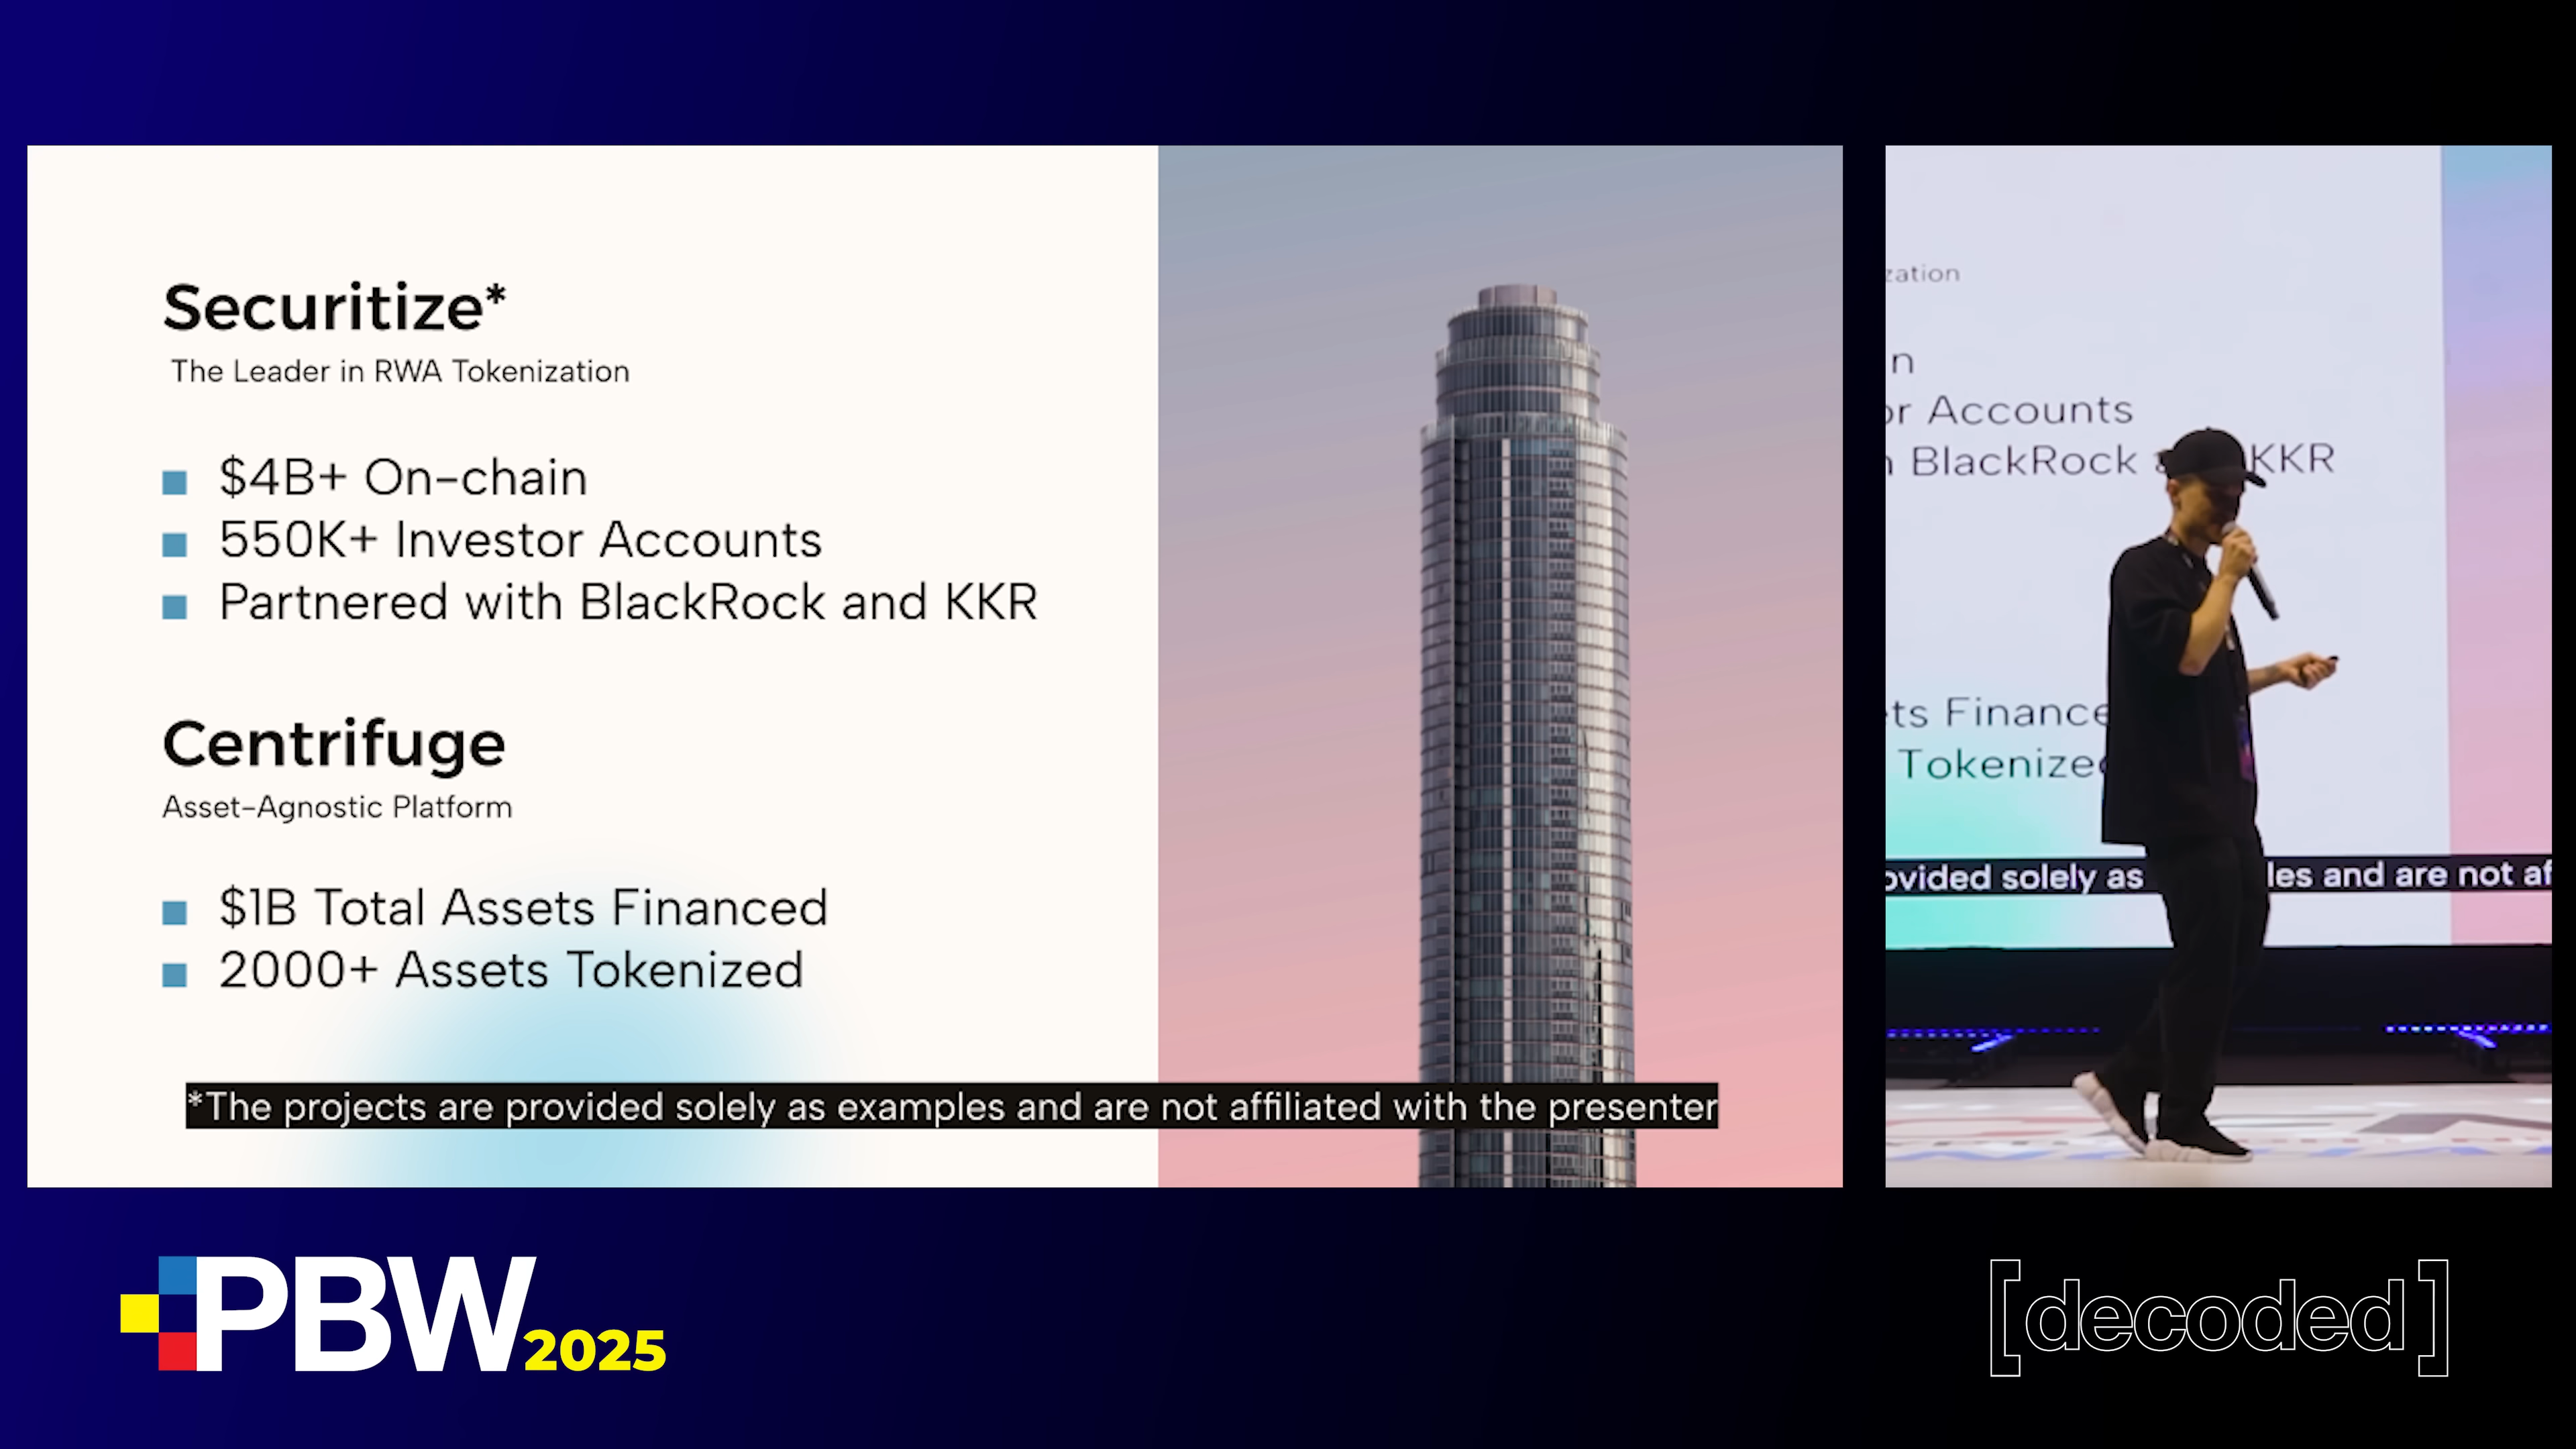 Securitize*
The Leader in RWA Tokenization
$4B+ On-chain
550K+ Investor Accounts
Partnered with BlackRock and KKR
Centrifuge
Asset-Agnostic Platform
$1B Total Assets Financed
2000+ Assets Tokenized
*The projects are provided solely as examples and are not affiliated with the presenter
zation
n
or Accounts
BlackRock KKR
ts Finance
Tokenized
ovided solely as les and are not af
PBW 2025
[decoded]